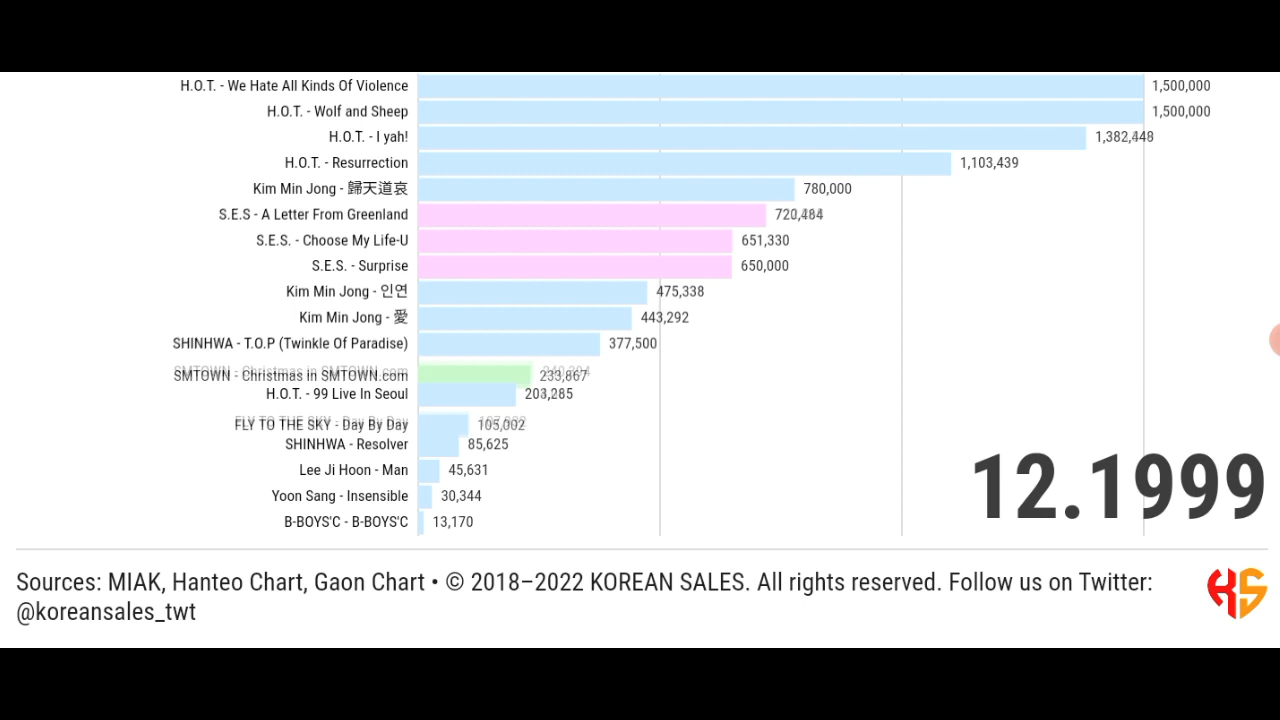 H.O.T. - We Hate All Kinds Of Violence 1,500,000
H.O.T. - Wolf and Sheep 1,500,000
H.O.T. - I yah! 1,382,448
H.O.T. - Resurrection 1,103,439
Kim Min Jong - 歸天道哀 780,000
S.E.S - A Letter From Greenland
S.E.S. - Choose My Life-U 651,330
S.E.S. - Surprise 650,000
Kim Min Jong - 인연 475,338
Kim Min Jong - 愛 443,292
SHINHWA - T.O.P (Twinkle Of Paradise) 377,500
SMTOWN - Christmas in SMTOWN.com 233,867
H.O.T. - 99 Live In Seoul
FLY TO THE SKY - Day By Day 105,002
SHINHWA - Resolver 85,625
Lee Ji Hoon - Man 45,631
Yoon Sang - Insensible 30,344
B-BOYS'C - B-BOYS'C 13,170
12.1999
Sources: MIAK, Hanteo Chart, Gaon Chart • © 2018–2022 KOREAN SALES. All rights reserved. Follow us on Twitter:
@koreansales_twt
KS